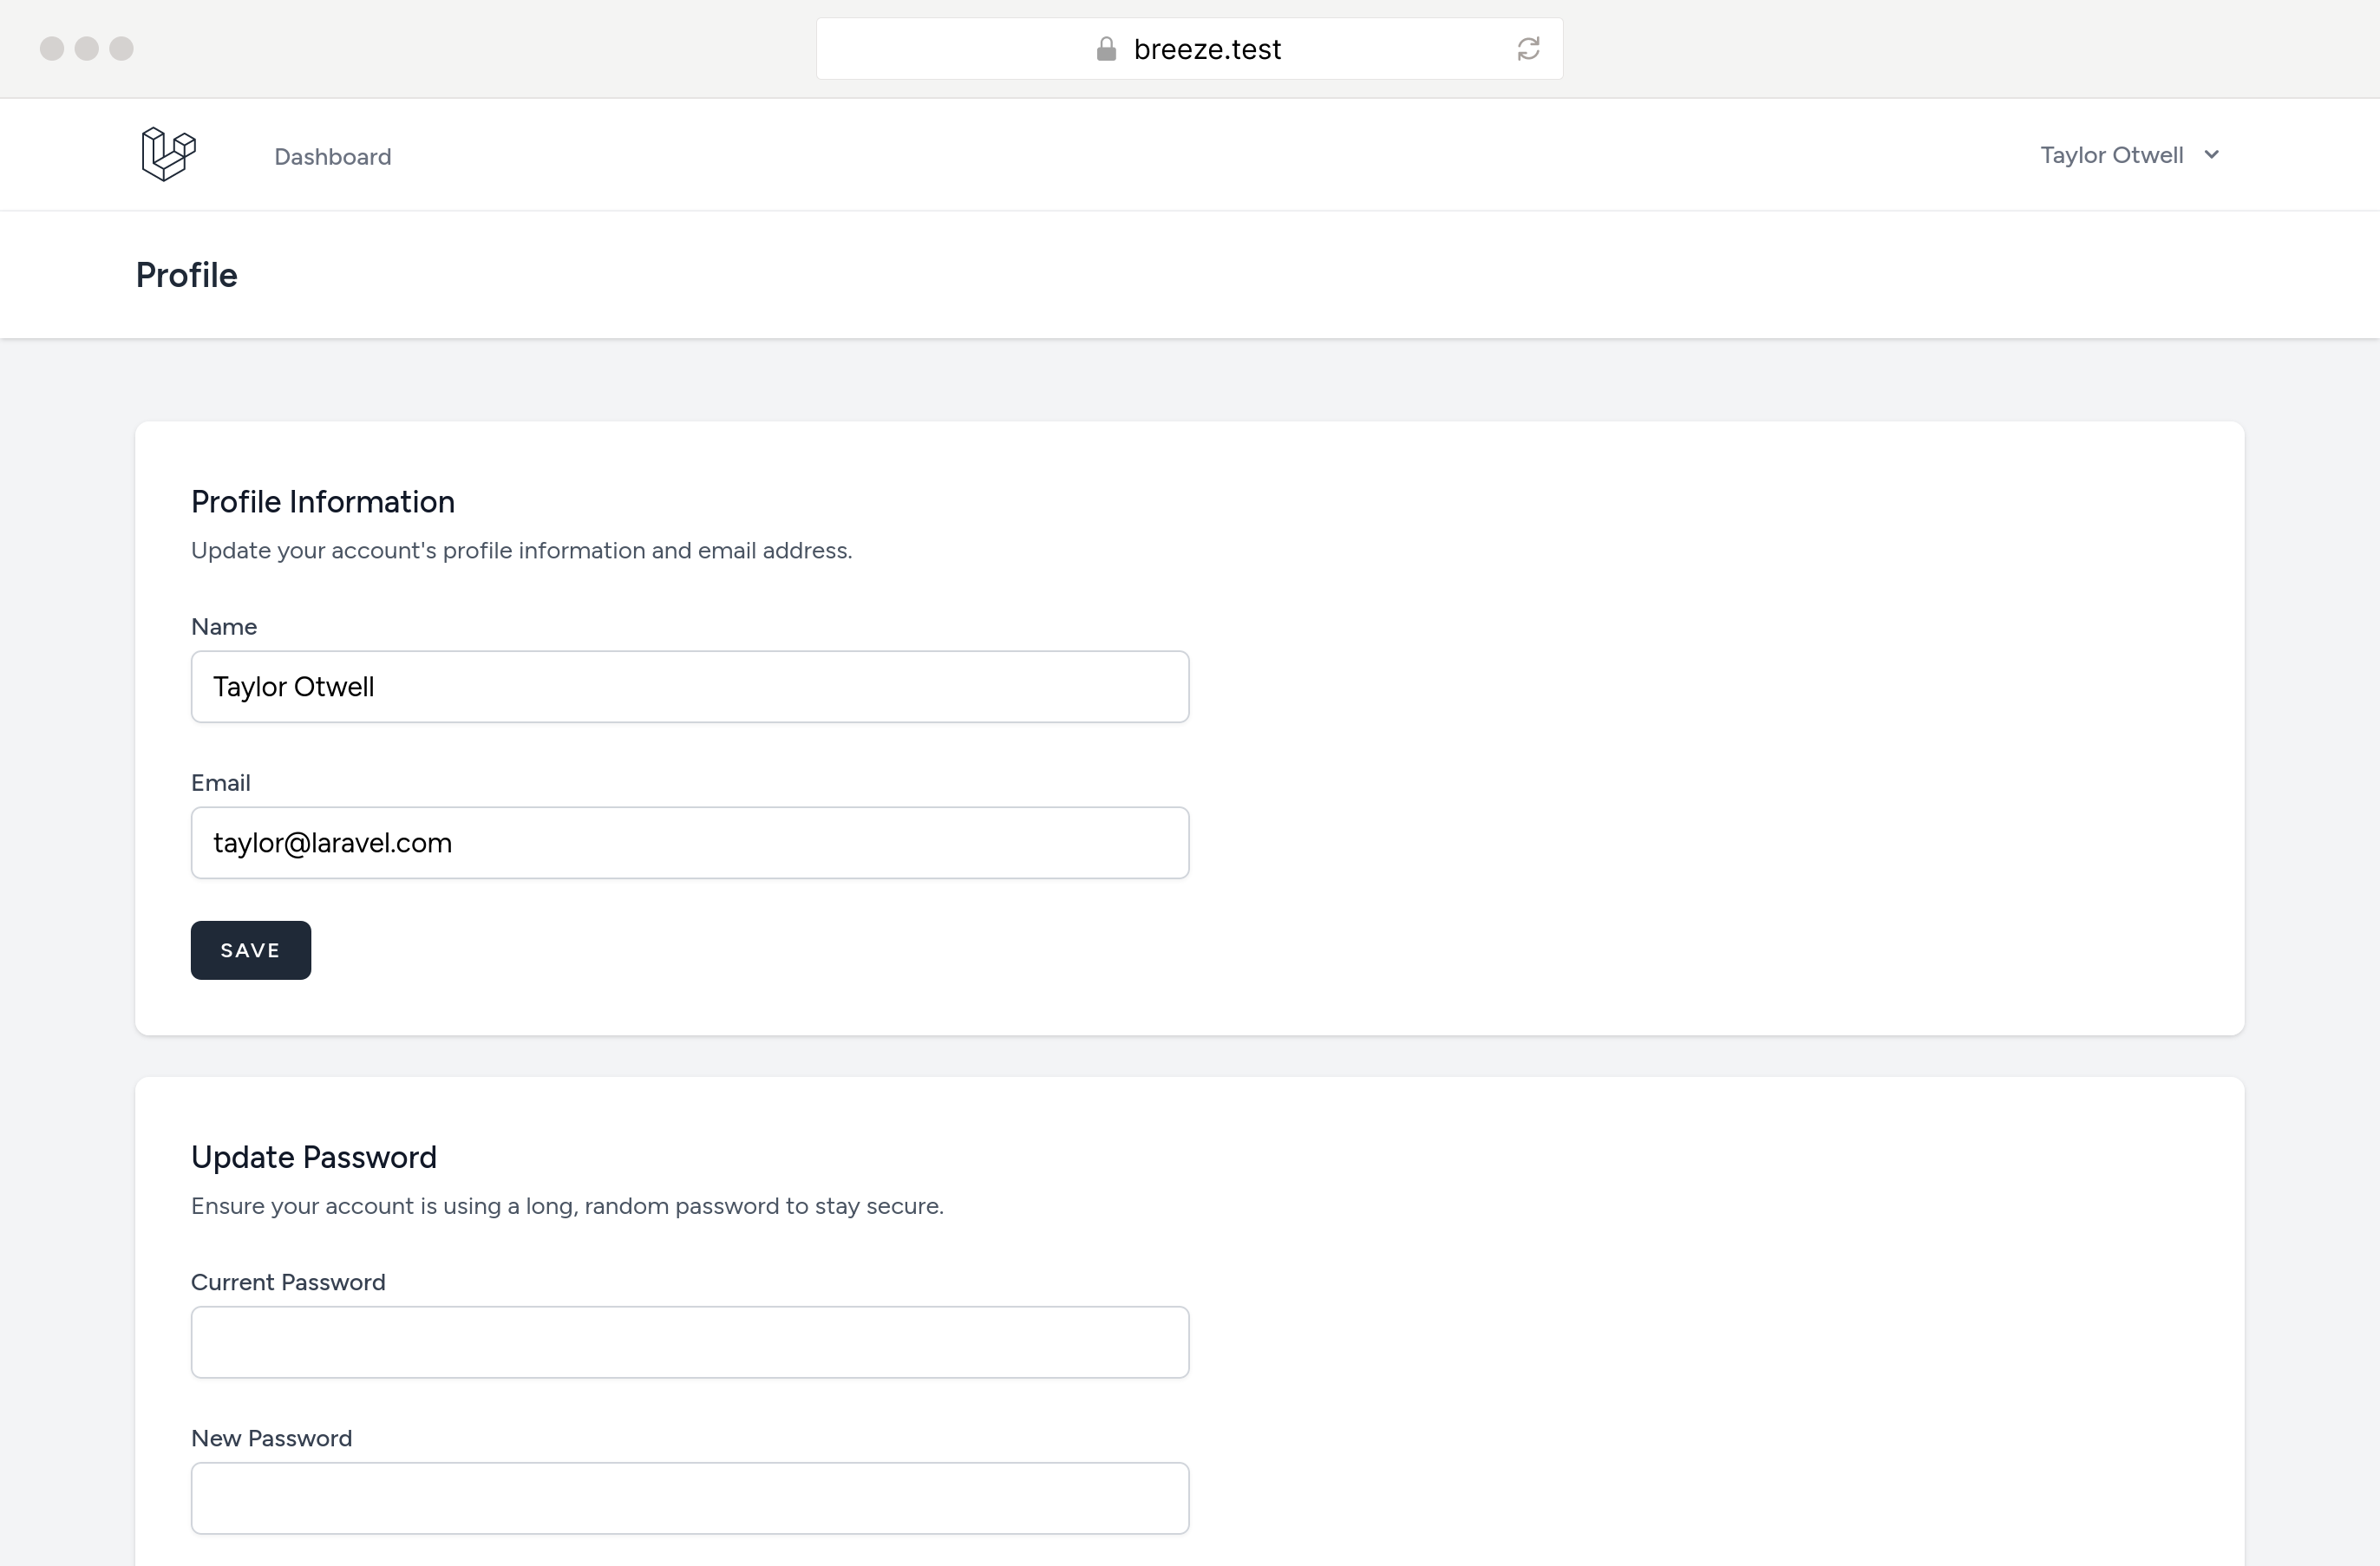 breeze.test
Dashboard
Taylor Otwell
Profile
Profile Information
Update your account's profile information and email address.
Name
Taylor Otwell
Email
taylor@laravel.com
SAVE
Update Password
Ensure your account is using a long, random password to stay secure.
Current Password
New Password